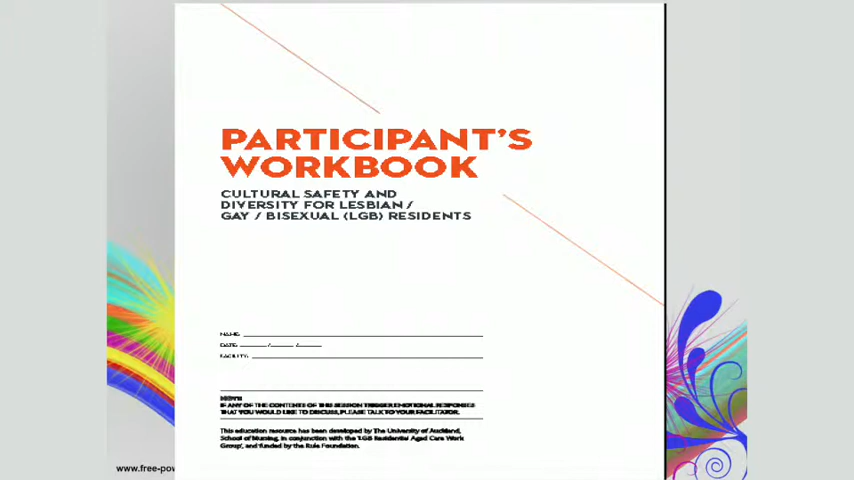 PARTICIPANT'S
WORKBOOK
CULTURAL SAFETY AND
DIVERSITY FOR LESBIAN /
GAY / BISEXUAL (LGB) RESIDENTS
NAME:
DATE: / /
FACILITY:
NOTE
IF ANY OF THE CONTENTS OF THIS SESSION TRIGGER EMOTIONAL RESPONSES
THAT YOU WOULD LIKE TO DISCUSS, PLEASE TALK TO YOUR FACILITATOR.
This education resource has been developed by The University of Auckland,
School of Nursing, in conjunction with the 'LGB Residential Aged Care Work
Group', and funded by the Rule Foundation.
www.free-pow